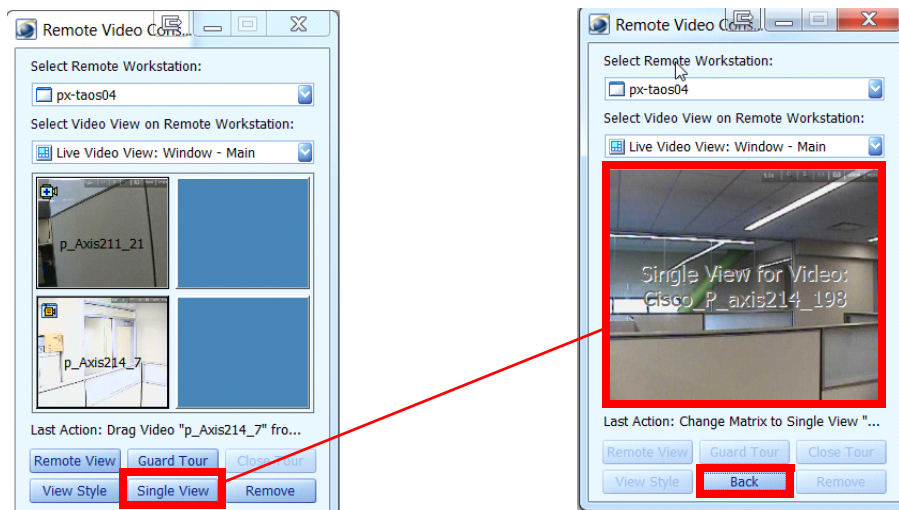 Remote Video Cons...
Select Remote Workstation:
px-taos04
Select Video View on Remote Workstation:
Live Video View: Window - Main
p_Axis211_21
p_Axis214_7
Last Action: Drag Video "p_Axis214_7" fro...
Remote View Guard Tour Close Tour
View Style Single View Remove
Remote Video Cons...
Select Remote Workstation:
px-taos04
Select Video View on Remote Workstation:
Live Video View: Window - Main
Single View for Video:
Cisco_P_axis214_198
Last Action: Change Matrix to Single View "...
Remote View Guard Tour Close Tour
View Style Back Remove